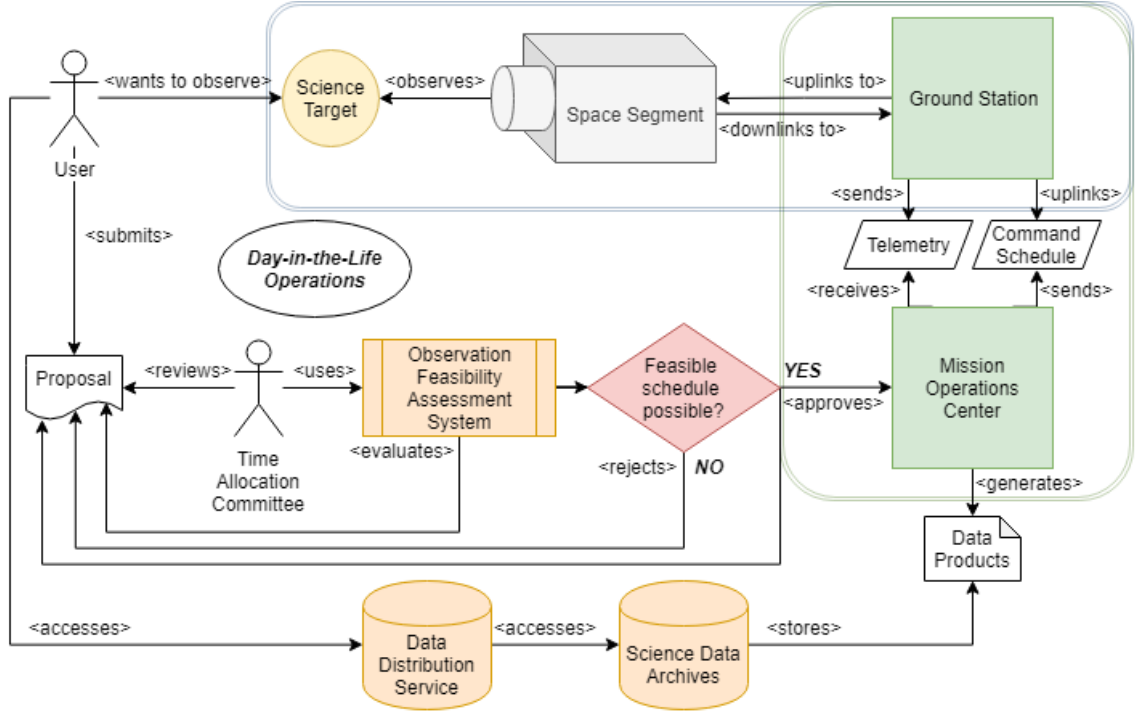 <wants to observe>
Science
Target
<observes>
Space Segment
<uplinks to>
<downlinks to>
Ground Station
User
<sends>
<uplinks>
<submits>
Telemetry
Command
Schedule
Day-in-the-Life
Operations
<receives>
<sends>
Proposal
<reviews>
<uses>
Observation
Feasibility
Assessment
System
Feasible
schedule
possible?
YES
<approves>
Mission
Operations
Center
<evaluates>
<rejects>
NO
Time
Allocation
Committee
<generates>
Data
Products
<accesses>
Data
Distribution
Service
<accesses>
Science Data
Archives
<stores>